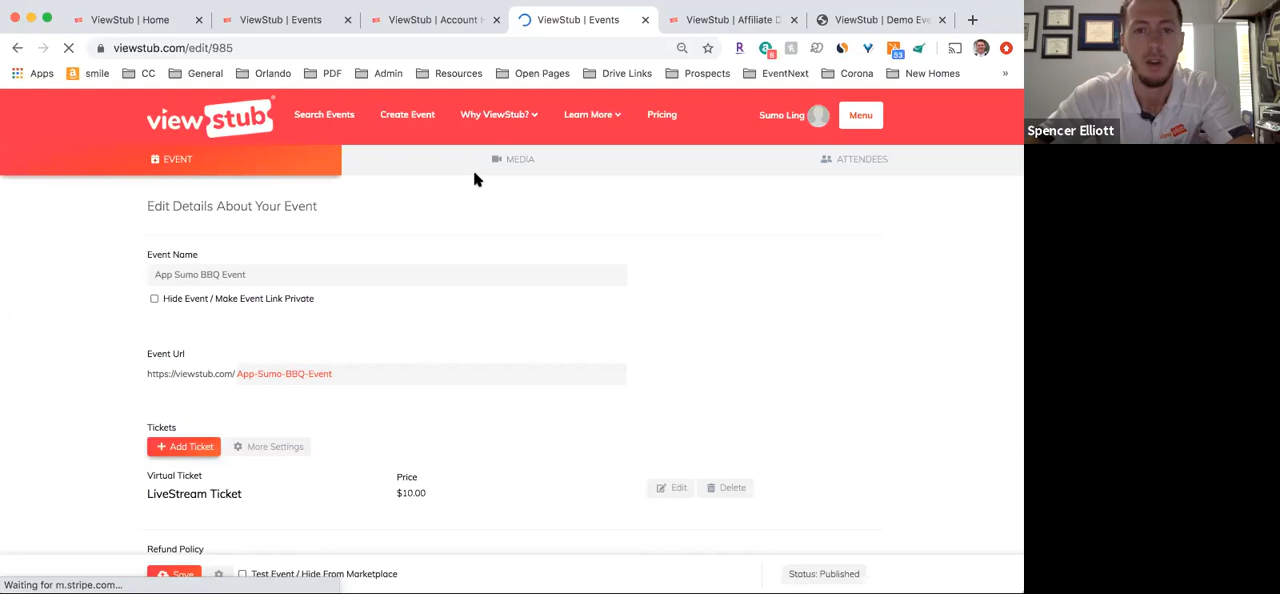 ViewStub | Home
ViewStub | Events
ViewStub | Account H
ViewStub | Events
ViewStub | Affiliate D
ViewStub | Demo Eve
viewstub.com/edit/985
Apps
smile
CC
General
Orlando
PDF
Admin
Resources
Open Pages
Drive Links
Prospects
EventNext
Corona
New Homes
view stub
Search Events
Create Event
Why ViewStub?
Learn More
Pricing
Sumo Ling
Menu
Spencer Elliott
EVENT
MEDIA
ATTENDEES
Edit Details About Your Event
Event Name
App Sumo BBQ Event
Hide Event / Make Event Link Private
Event Url
https://viewstub.com/ App-Sumo-BBQ-Event
Tickets
+ Add Ticket
More Settings
Virtual Ticket
Price
LiveStream Ticket
$10.00
Edit
Delete
Refund Policy
Save
Test Event / Hide From Marketplace
Status: Published
Waiting for m.stripe.com...